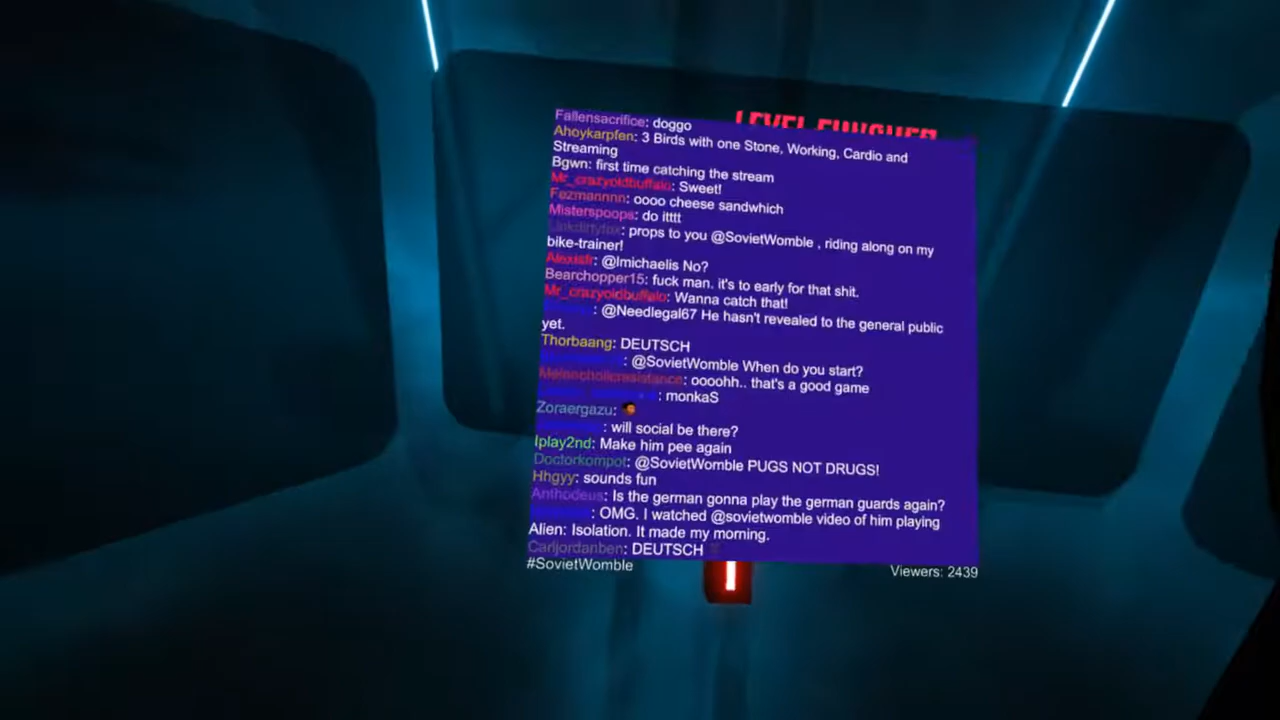 LEVEL FINISHED
Fallensacrifice: doggo
Ahoykarpfen: 3 Birds with one Stone, Working, Cardio and
Streaming
Bgwn: first time catching the stream
Mr_crazyoldbuffalo: Sweet!
Fezmannnn: oooo cheese sandwhich
Misterspoops: do itttt
: props to you @SovietWomble , riding along on my
bike-trainer!
Alexisfr: @lmichaelis No?
Bearchopper15: fuck man. it's to early for that shit.
Mr_crazyoldbuffalo: Wanna catch that!
: @Needlegal67 He hasn't revealed to the general public
yet.
Thorbaang: DEUTSCH
: @SovietWomble When do you start?
Melancholicresistance: oooohh.. that's a good game
: monkaS
Zoraergazu:
: will social be there?
Iplay2nd: Make him pee again
Doctorkompot: @SovietWomble PUGS NOT DRUGS!
Hhgyy: sounds fun
Anthodeus: Is the german gonna play the german guards again?
: OMG. I watched @sovietwomble video of him playing
Alien: Isolation. It made my morning.
Carljordanben: DEUTSCH
#SovietWomble
Viewers: 2439